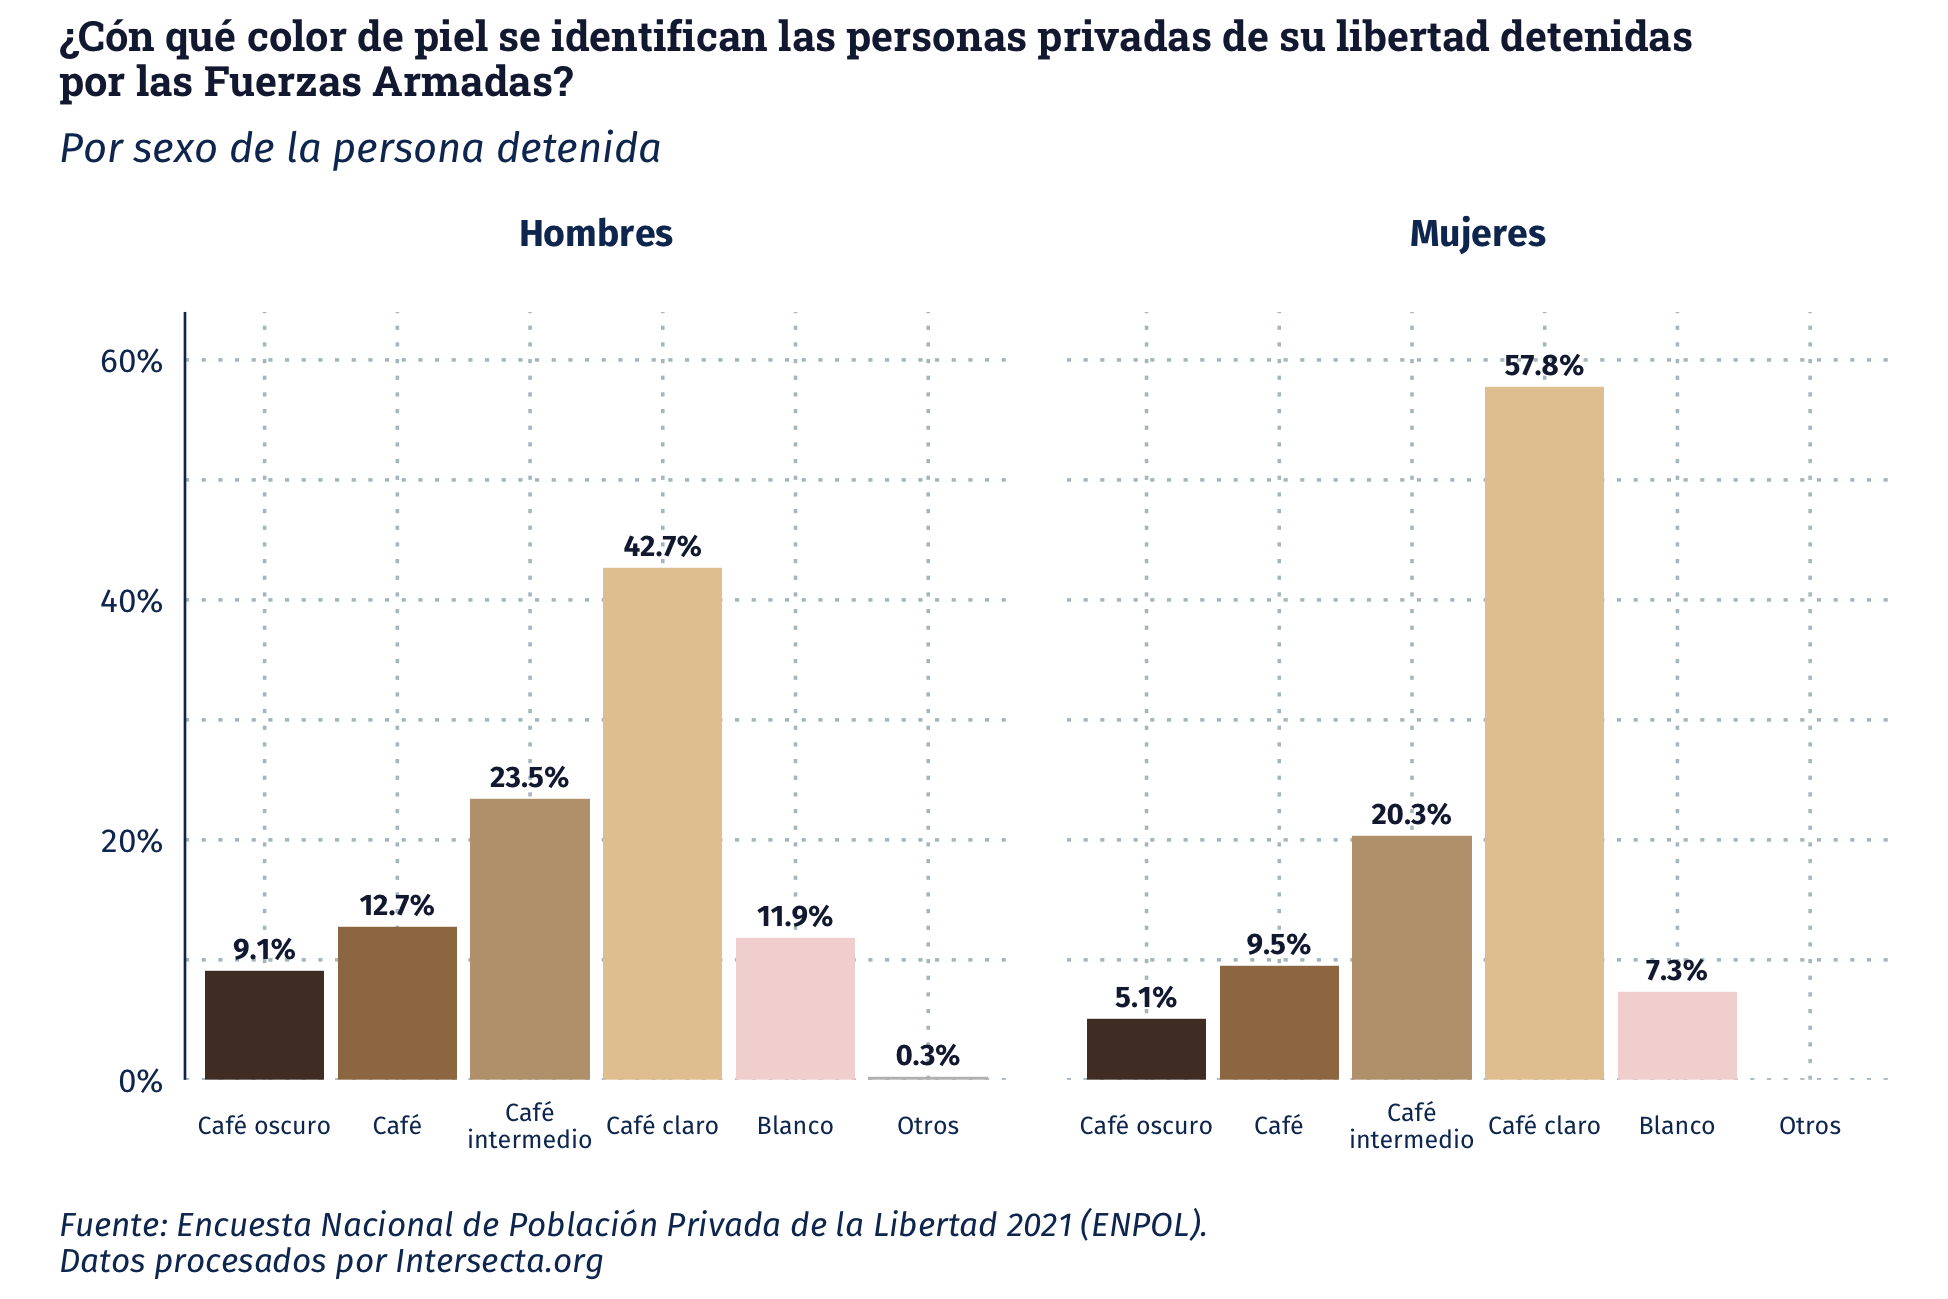 ¿Cón qué color de piel se identifican las personas privadas de su libertad detenidas
por las Fuerzas Armadas?
Por sexo de la persona detenida
Hombres
Mujeres
60%
40%
20%
0%
9.1%
12.7%
23.5%
42.7%
11.9%
0.3%
Café oscuro
Café
Café
intermedio
Café claro
Blanco
Otros
5.1%
9.5%
20.3%
57.8%
7.3%
Café oscuro
Café
Café
intermedio
Café claro
Blanco
Otros
Fuente: Encuesta Nacional de Población Privada de la Libertad 2021 (ENPOL).
Datos procesados por Intersecta.org